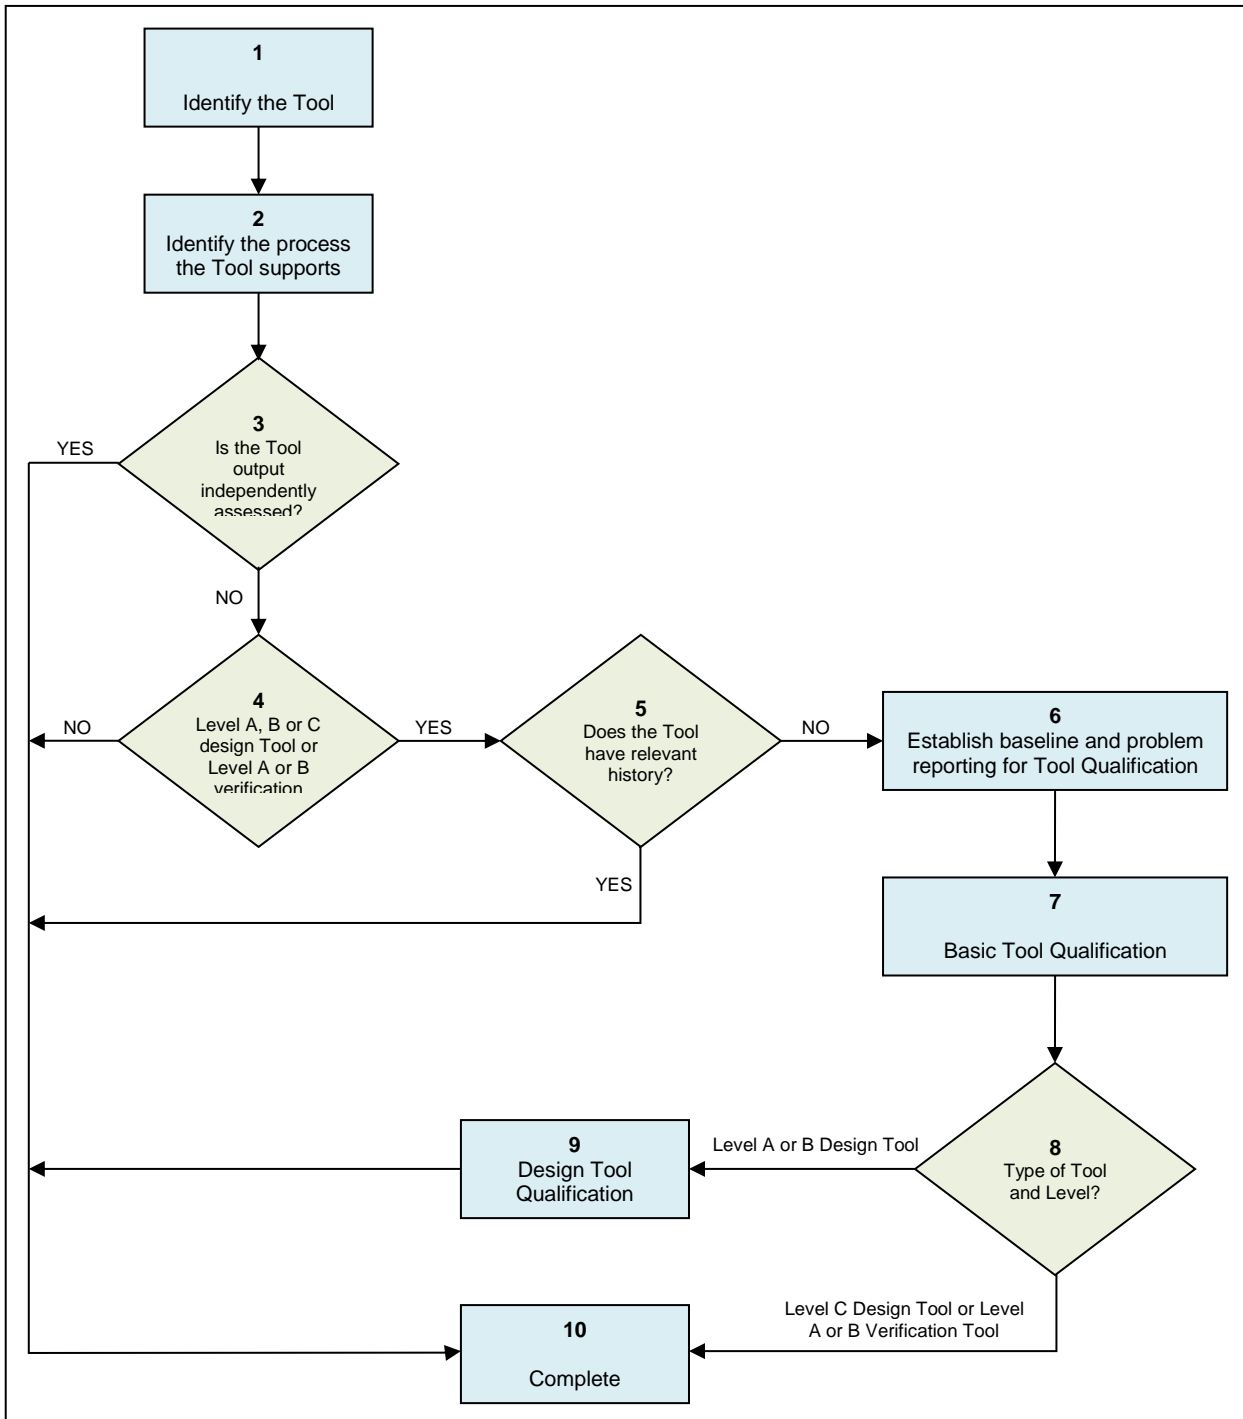 1
Identify the Tool
2
Identify the process
the Tool supports
3
Is the Tool
output
independently
assessed?
YES
NO
4
Level A, B or C
design Tool or
Level A or B
verification
NO
YES
5
Does the Tool
have relevant
history?
NO
YES
6
Establish baseline and problem
reporting for Tool Qualification
7
Basic Tool Qualification
8
Type of Tool
and Level?
Level A or B Design Tool
9
Design Tool
Qualification
Level C Design Tool or Level
A or B Verification Tool
10
Complete